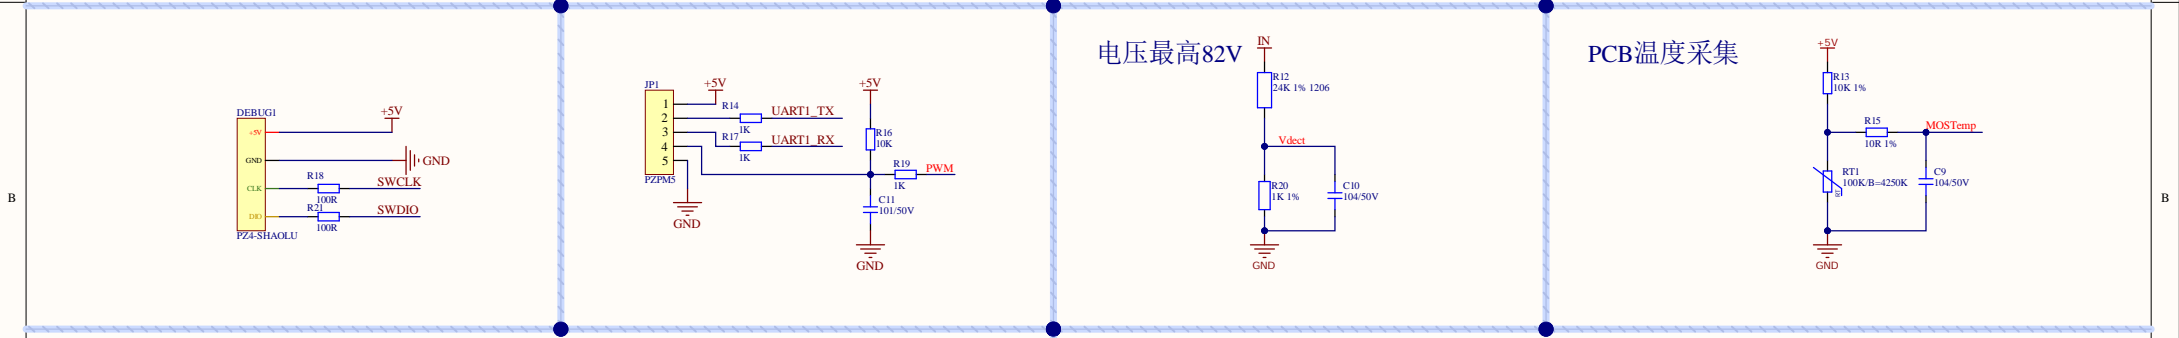 B
DEBUG1
+5V
+5V
GND
GND
CLK
R18
100R
SWCLK
DIO
R21
100R
SWDIO
PZ4-SHAOLU
JP1
1
2
3
4
5
PZPM5
+5V
R14
1K
UART1_TX
R17
1K
UART1_RX
GND
+5V
R16
10K
R19
1K
PWM
C11
101/50V
GND
电压最高82V
IN
R12
24K 1% 1206
Vdect
R20
1K 1%
C10
104/50V
GND
PCB温度采集
+5V
R13
10K 1%
R15
10R 1%
MOSTemp
RT1
100K/B=4250K
C9
104/50V
GND
B